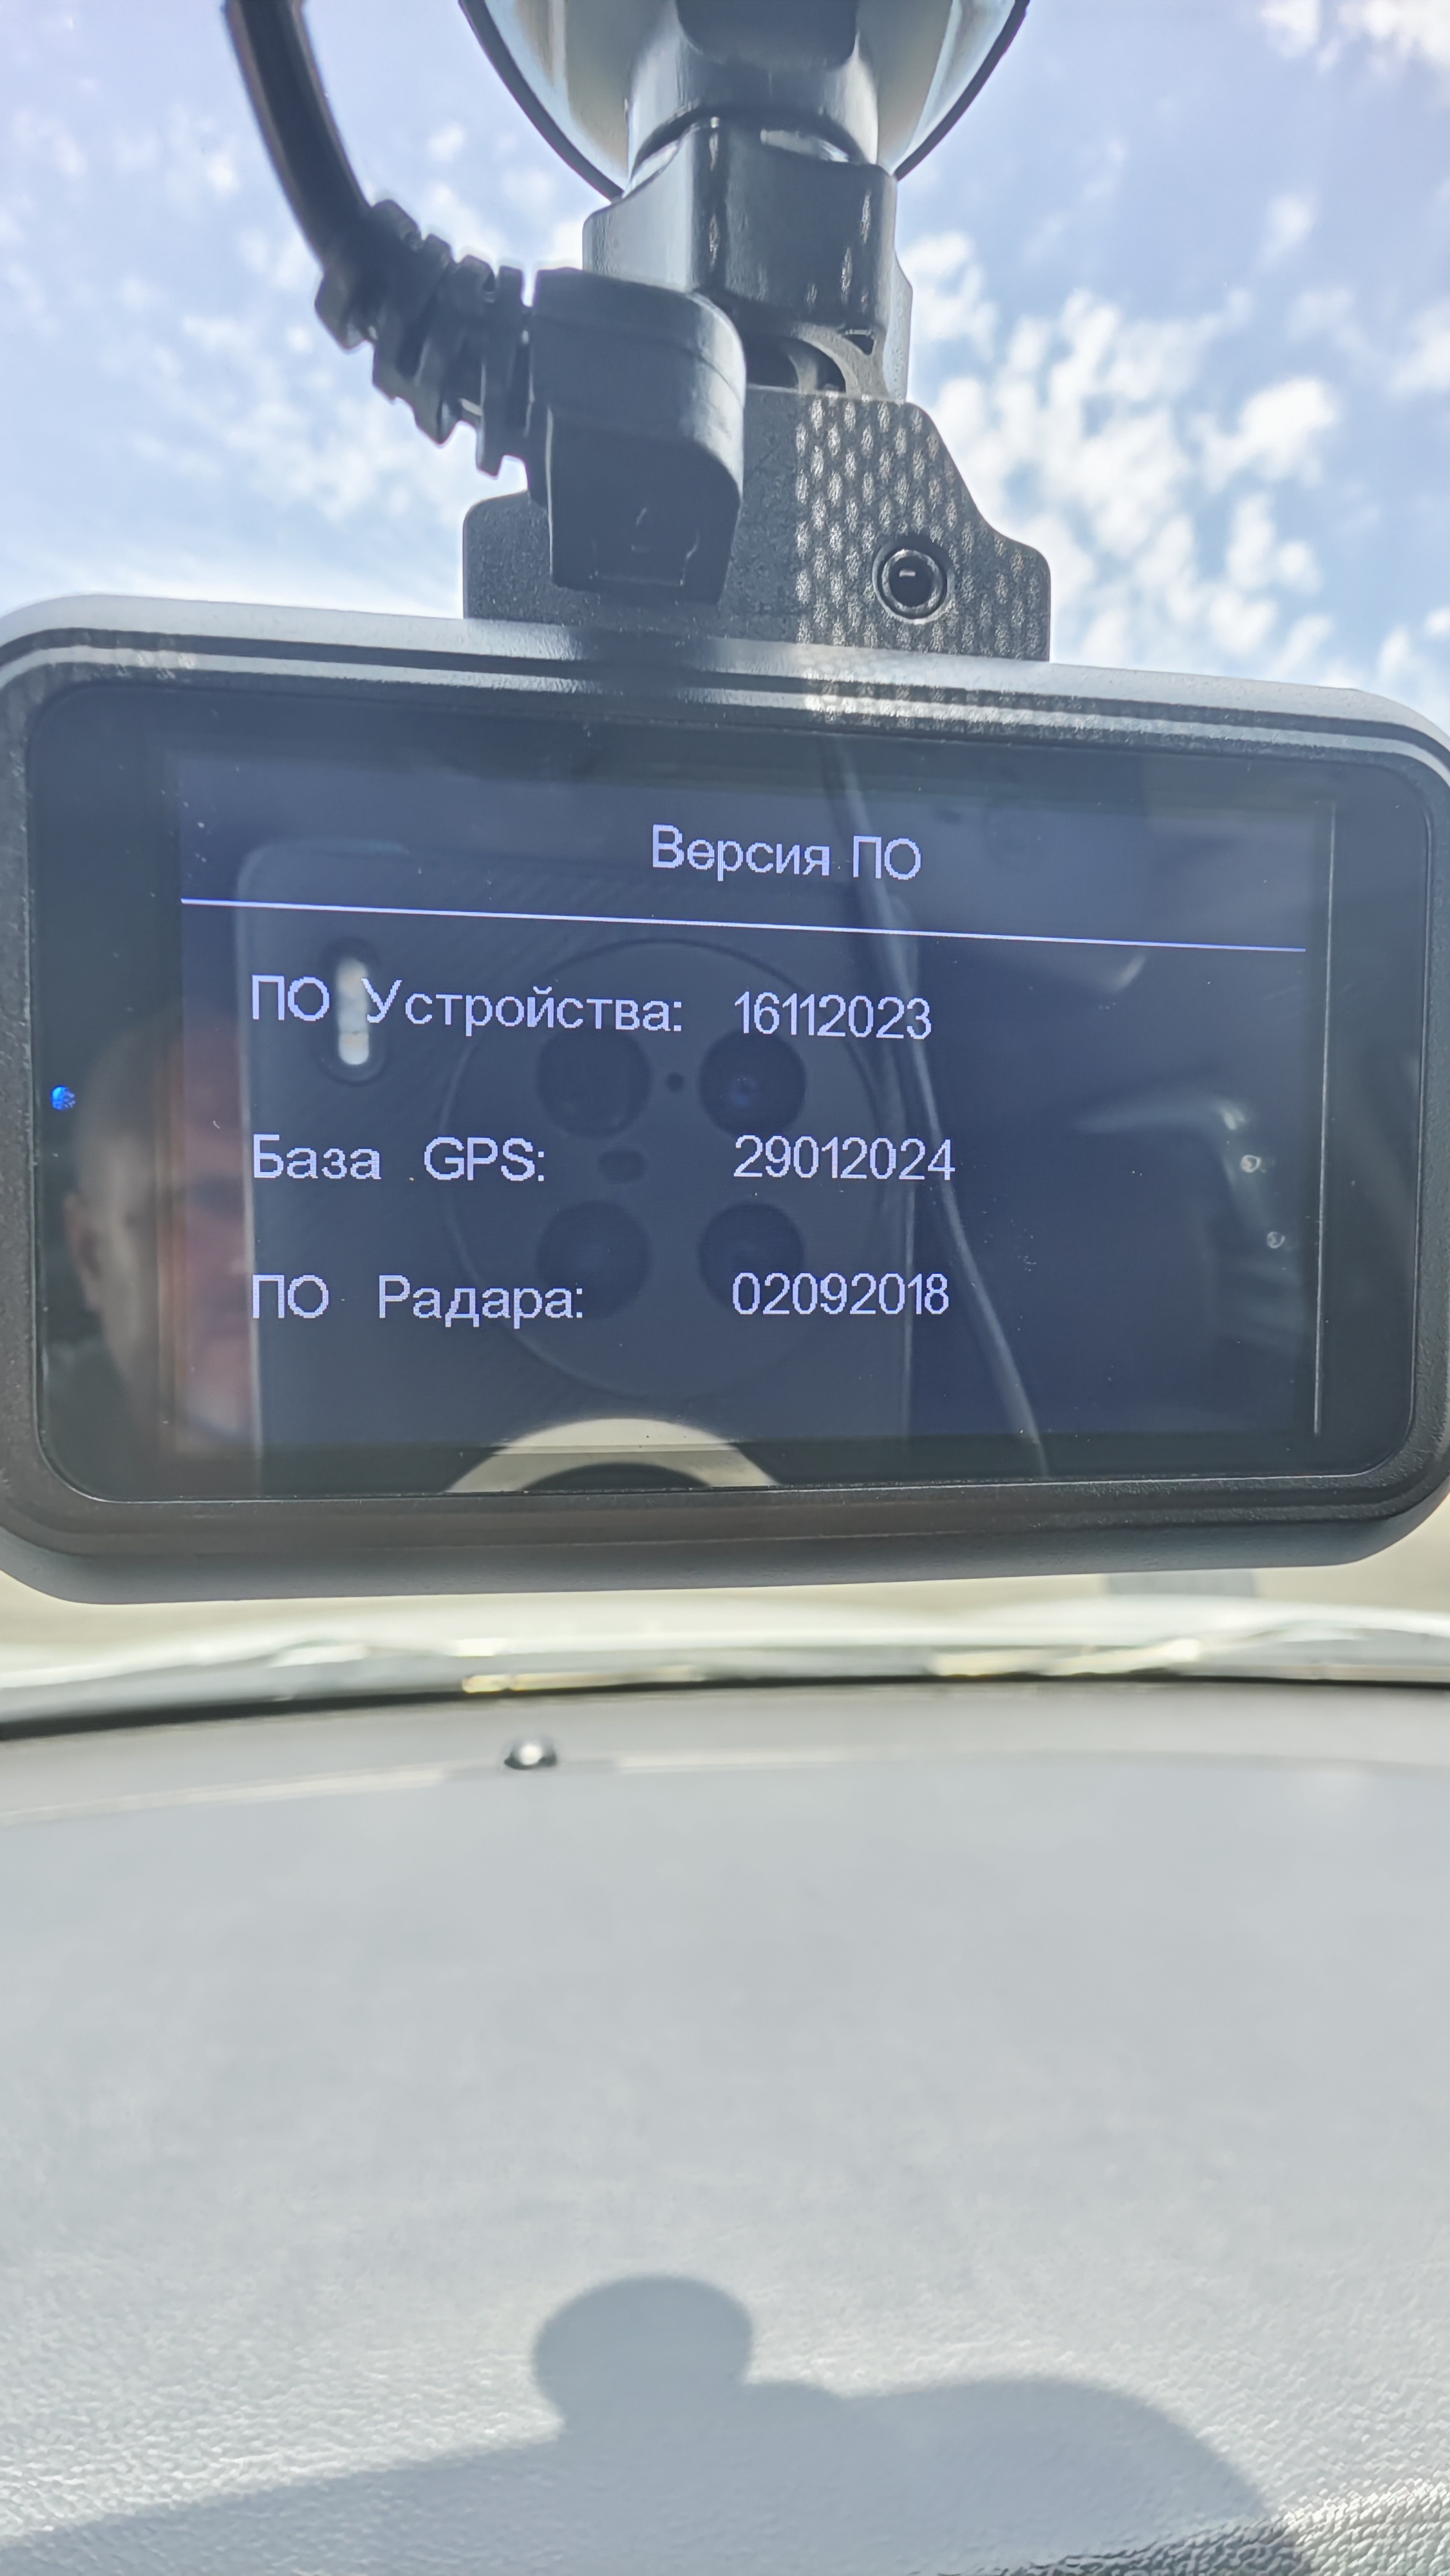 Версия ПО
ПО Устройства: 16112023
База GPS: 29012024
ПО Радара: 02092018